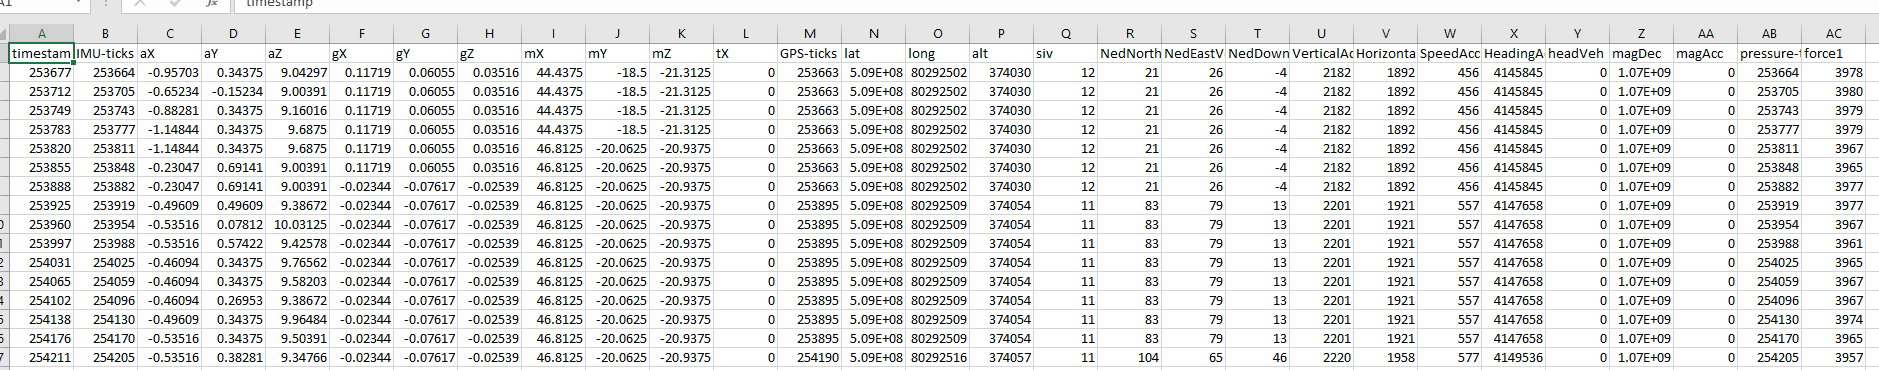 A1 timestamp
A B C D E F G H I J K L M N O P Q R S T U V W X Y Z AA AB AC
timestam IMU-ticks aX aY aZ gX gY gZ mX mY mZ tX GPS-ticks lat long alt siv NedNorth NedEastV NedDown VerticalAc Horizonta SpeedAcc HeadingA headVeh magDec magAcc pressure-t force1
253677 253664 -0.95703 0.34375 9.04297 0.11719 0.06055 0.03516 44.4375 -18.5 -21.3125 0 253663 5.09E+08 80292502 374030 12 21 26 -4 2182 1892 456 4145845 0 1.07E+09 0 253664 3978
253712 253705 -0.65234 -0.15234 9.00391 0.11719 0.06055 0.03516 44.4375 -18.5 -21.3125 0 253663 5.09E+08 80292502 374030 12 21 26 -4 2182 1892 456 4145845 0 1.07E+09 0 253705 3980
253749 253743 -0.88281 0.34375 9.16016 0.11719 0.06055 0.03516 44.4375 -18.5 -21.3125 0 253663 5.09E+08 80292502 374030 12 21 26 -4 2182 1892 456 4145845 0 1.07E+09 0 253743 3979
253783 253777 -1.14844 0.34375 9.6875 0.11719 0.06055 0.03516 44.4375 -18.5 -21.3125 0 253663 5.09E+08 80292502 374030 12 21 26 -4 2182 1892 456 4145845 0 1.07E+09 0 253777 3979
253820 253811 -1.14844 0.34375 9.6875 0.11719 0.06055 0.03516 46.8125 -20.0625 -20.9375 0 253663 5.09E+08 80292502 374030 12 21 26 -4 2182 1892 456 4145845 0 1.07E+09 0 253811 3967
253855 253848 -0.23047 0.69141 9.00391 0.11719 0.06055 0.03516 46.8125 -20.0625 -20.9375 0 253663 5.09E+08 80292502 374030 12 21 26 -4 2182 1892 456 4145845 0 1.07E+09 0 253848 3965
253888 253882 -0.23047 0.69141 9.00391 -0.02344 -0.07617 -0.02539 46.8125 -20.0625 -20.9375 0 253663 5.09E+08 80292502 374030 12 21 26 -4 2182 1892 456 4145845 0 1.07E+09 0 253882 3977
253925 253919 -0.49609 0.49609 9.38672 -0.02344 -0.07617 -0.02539 46.8125 -20.0625 -20.9375 0 253895 5.09E+08 80292509 374054 11 83 79 13 2201 1921 557 4147658 0 1.07E+09 0 253919 3977
253960 253954 -0.53516 0.07812 10.03125 -0.02344 -0.07617 -0.02539 46.8125 -20.0625 -20.9375 0 253895 5.09E+08 80292509 374054 11 83 79 13 2201 1921 557 4147658 0 1.07E+09 0 253954 3967
253997 253988 -0.53516 0.57422 9.42578 -0.02344 -0.07617 -0.02539 46.8125 -20.0625 -20.9375 0 253895 5.09E+08 80292509 374054 11 83 79 13 2201 1921 557 4147658 0 1.07E+09 0 253988 3961
254031 254025 -0.46094 0.34375 9.76562 -0.02344 -0.07617 -0.02539 46.8125 -20.0625 -20.9375 0 253895 5.09E+08 80292509 374054 11 83 79 13 2201 1921 557 4147658 0 1.07E+09 0 254025 3965
254065 254059 -0.46094 0.34375 9.58203 -0.02344 -0.07617 -0.02539 46.8125 -20.0625 -20.9375 0 253895 5.09E+08 80292509 374054 11 83 79 13 2201 1921 557 4147658 0 1.07E+09 0 254059 3967
254102 254096 -0.46094 0.26953 9.38672 -0.02344 -0.07617 -0.02539 46.8125 -20.0625 -20.9375 0 253895 5.09E+08 80292509 374054 11 83 79 13 2201 1921 557 4147658 0 1.07E+09 0 254096 3967
254138 254130 -0.49609 0.34375 9.96484 -0.02344 -0.07617 -0.02539 46.8125 -20.0625 -20.9375 0 253895 5.09E+08 80292509 374054 11 83 79 13 2201 1921 557 4147658 0 1.07E+09 0 254130 3974
254176 254170 -0.53516 0.34375 9.50391 -0.02344 -0.07617 -0.02539 46.8125 -20.0625 -20.9375 0 253895 5.09E+08 80292509 374054 11 83 79 13 2201 1921 557 4147658 0 1.07E+09 0 254170 3965
254211 254205 -0.53516 0.38281 9.34766 -0.02344 -0.07617 -0.02539 46.8125 -20.0625 -20.9375 0 254190 5.09E+08 80292516 374057 11 104 65 46 2220 1958 577 4149536 0 1.07E+09 0 254205 3957